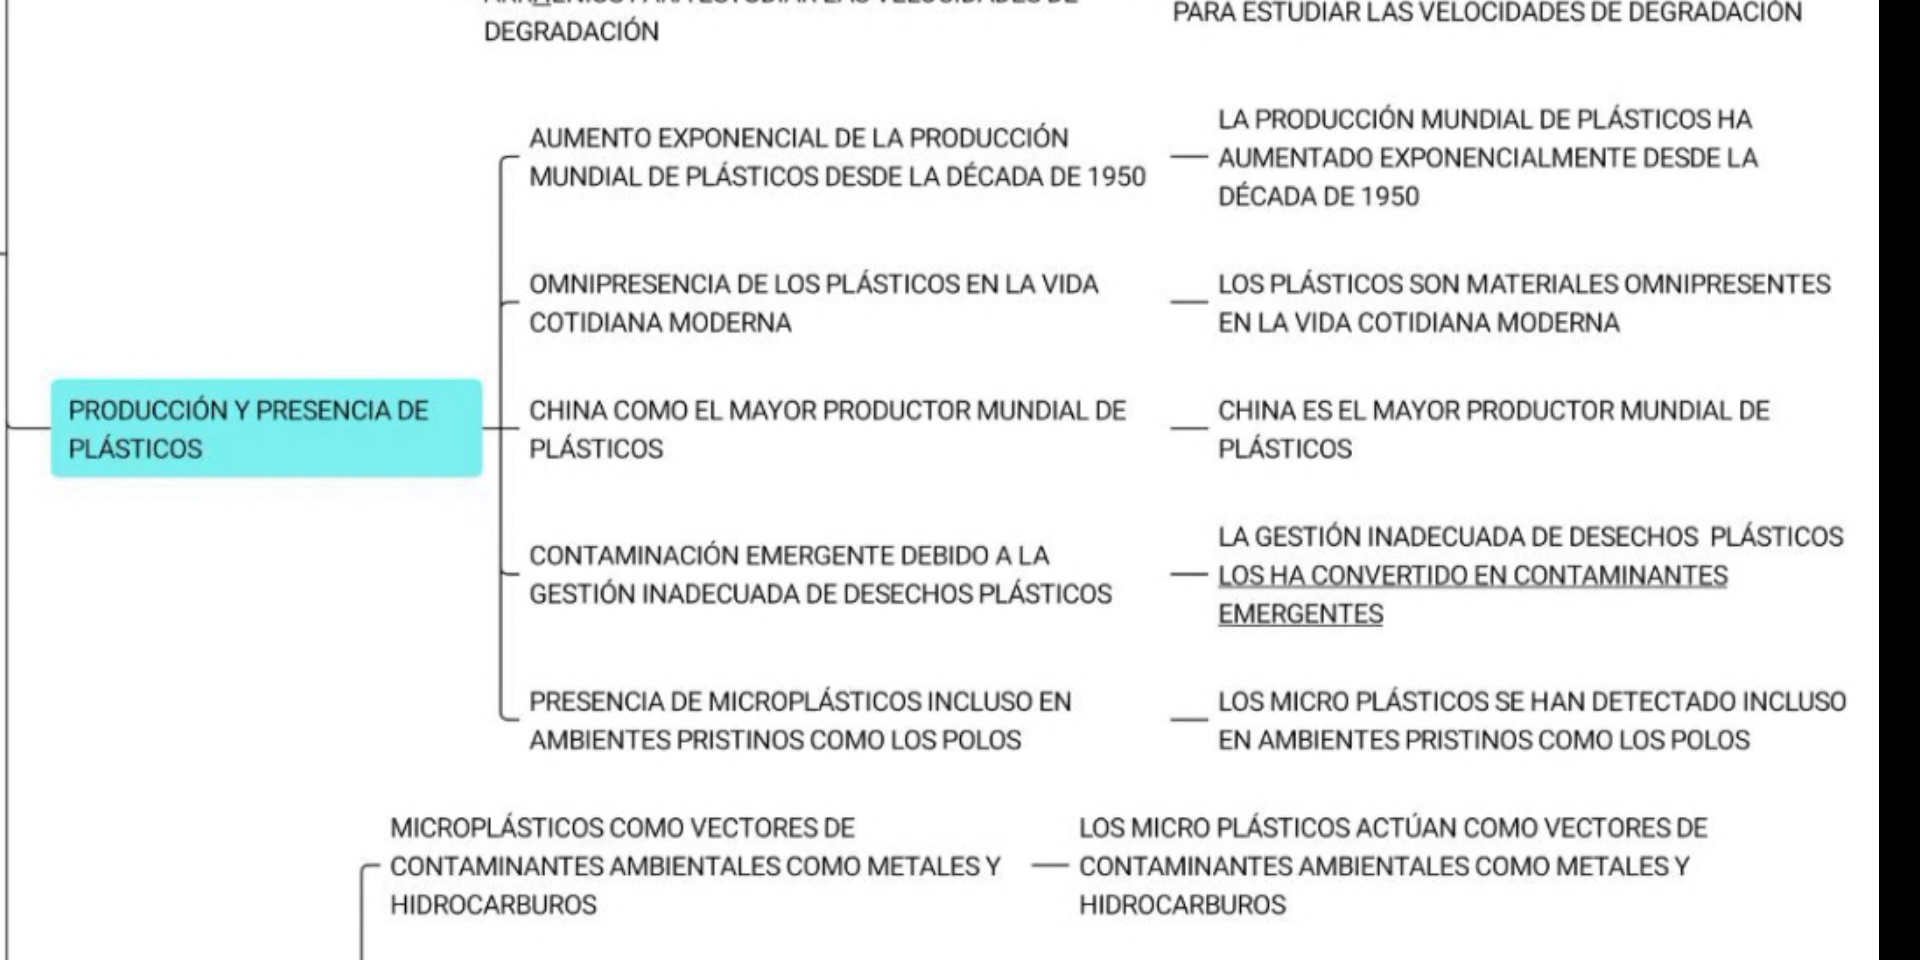 PARA ESTUDIAR LAS VELOCIDADES DE DEGRADACIÓN
DEGRADACIÓN
AUMENTO EXPONENCIAL DE LA PRODUCCIÓN
MUNDIAL DE PLÁSTICOS DESDE LA DÉCADA DE 1950
LA PRODUCCIÓN MUNDIAL DE PLÁSTICOS HA
AUMENTADO EXPONENCIALMENTE DESDE LA
DÉCADA DE 1950
OMNIPRESENCIA DE LOS PLÁSTICOS EN LA VIDA
COTIDIANA MODERNA
LOS PLÁSTICOS SON MATERIALES OMNIPRESENTES
EN LA VIDA COTIDIANA MODERNA
PRODUCCIÓN Y PRESENCIA DE
PLÁSTICOS
CHINA COMO EL MAYOR PRODUCTOR MUNDIAL DE
PLÁSTICOS
CHINA ES EL MAYOR PRODUCTOR MUNDIAL DE
PLÁSTICOS
CONTAMINACIÓN EMERGENTE DEBIDO A LA
GESTIÓN INADECUADA DE DESECHOS PLÁSTICOS
LA GESTIÓN INADECUADA DE DESECHOS  PLÁSTICOS
LOS HA CONVERTIDO EN CONTAMINANTES
EMERGENTES
PRESENCIA DE MICROPLÁSTICOS INCLUSO EN
AMBIENTES PRISTINOS COMO LOS POLOS
LOS MICRO PLÁSTICOS SE HAN DETECTADO INCLUSO
EN AMBIENTES PRISTINOS COMO LOS POLOS
MICROPLÁSTICOS COMO VECTORES DE
CONTAMINANTES AMBIENTALES COMO METALES Y
HIDROCARBUROS
LOS MICRO PLÁSTICOS ACTÚAN COMO VECTORES DE
CONTAMINANTES AMBIENTALES COMO METALES Y
HIDROCARBUROS